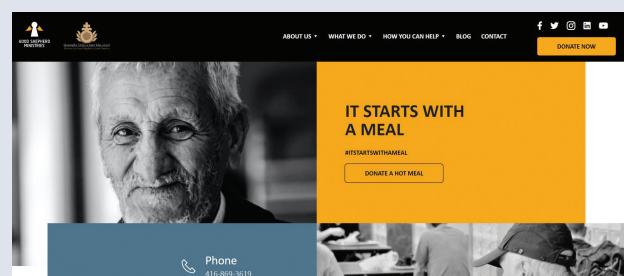 GOOD SHEPHERD
MINISTRIES
ABOUT US
WHAT WE DO
HOW YOU CAN HELP
BLOG
CONTACT
DONATE NOW
IT STARTS WITH
A MEAL
#ITSTARTSWITHAMEAL
DONATE A HOT MEAL
Phone
416-869-3619